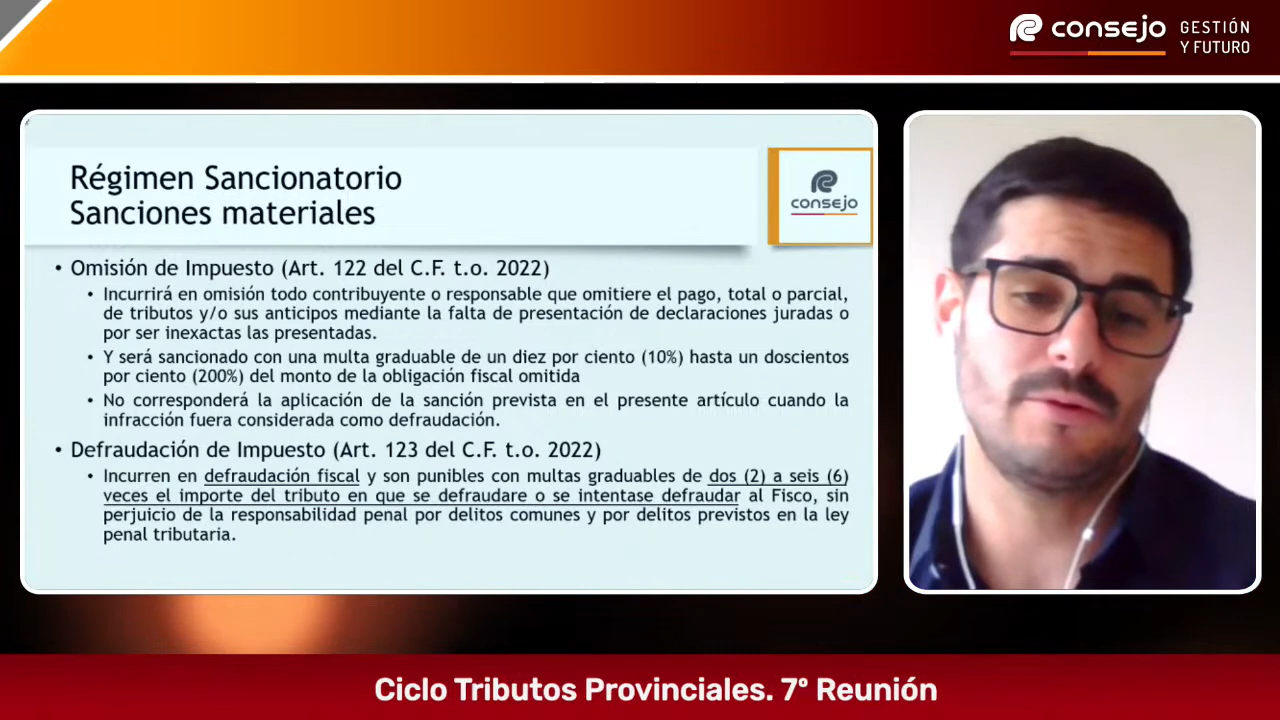 consejo GESTIÓN
Y FUTURO
Régimen Sancionatorio
Sanciones materiales
consejo
• Omisión de Impuesto (Art. 122 del C.F. t.o. 2022)
• Incurrirá en omisión todo contribuyente o responsable que omitiere el pago, total o parcial,
de tributos y/o sus anticipos mediante la falta de presentación de declaraciones juradas o
por ser inexactas las presentadas.
• Y será sancionado con una multa graduable de un diez por ciento (10%) hasta un doscientos
por ciento (200%) del monto de la obligación fiscal omitida
• No corresponderá la aplicación de la sanción prevista en el presente artículo cuando la
infracción fuera considerada como defraudación.
• Defraudación de Impuesto (Art. 123 del C.F. t.o. 2022)
• Incurren en defraudación fiscal y son punibles con multas graduables de dos (2) a seis (6)
veces el importe del tributo en que se defraudare o se intentase defraudar al Fisco, sin
perjuicio de la responsabilidad penal por delitos comunes y por delitos previstos en la ley
penal tributaria.
Ciclo Tributos Provinciales. 7º Reunión